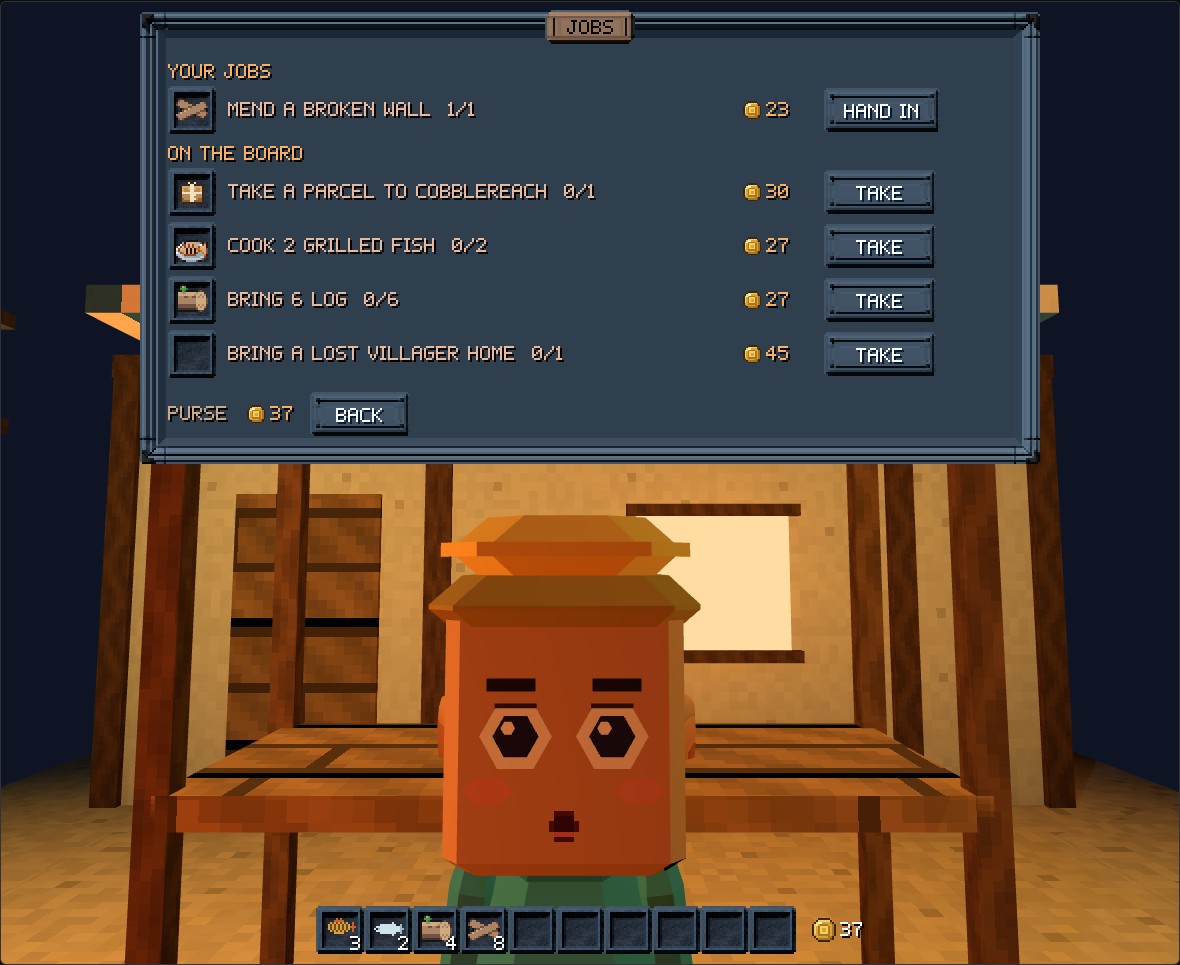 JOBS
YOUR JOBS
MEND A BROKEN WALL 1/1 23 HAND IN
ON THE BOARD
TAKE A PARCEL TO COBBLEREACH 0/1 30 TAKE
COOK 2 GRILLED FISH 0/2 27 TAKE
BRING 6 LOG 0/6 27 TAKE
BRING A LOST VILLAGER HOME 0/1 45 TAKE
PURSE 37 BACK
3 2 4 8 37